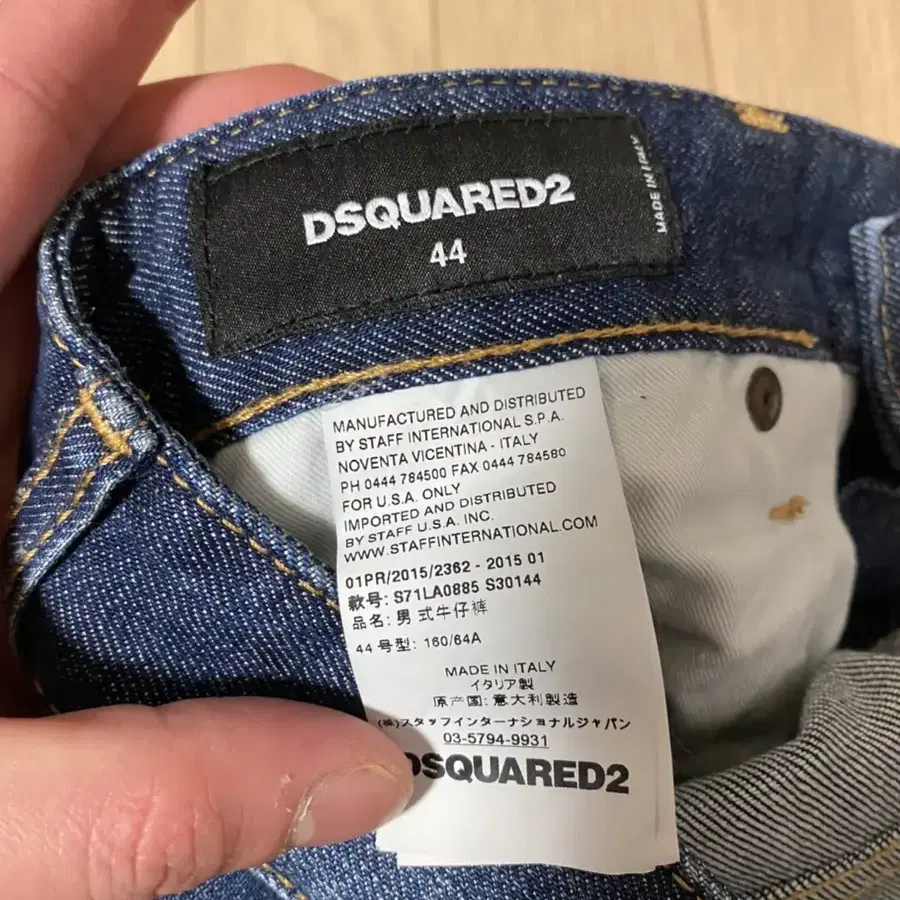 DSQUARED2
44
MADE IN ITALY
MANUFACTURED AND DISTRIBUTED
BY STAFF INTERNATIONAL S.P.A.
NOVENTA VICENTINA - ITALY
PH 0444 784500 FAX 0444 784580
FOR U.S.A. ONLY
IMPORTED AND DISTRIBUTED
BY STAFF U.S.A. INC.
WWW.STAFFINTERNATIONAL.COM
01PR/2015/2362 - 2015 01
款号: S71LA0885 S30144
品名: 男式牛仔裤
44 号型: 160/64A
MADE IN ITALY
イタリア製
原产国: 意大利製造
(株)スタッフインターナショナルジャパン
03-5794-9931
DSQUARED2